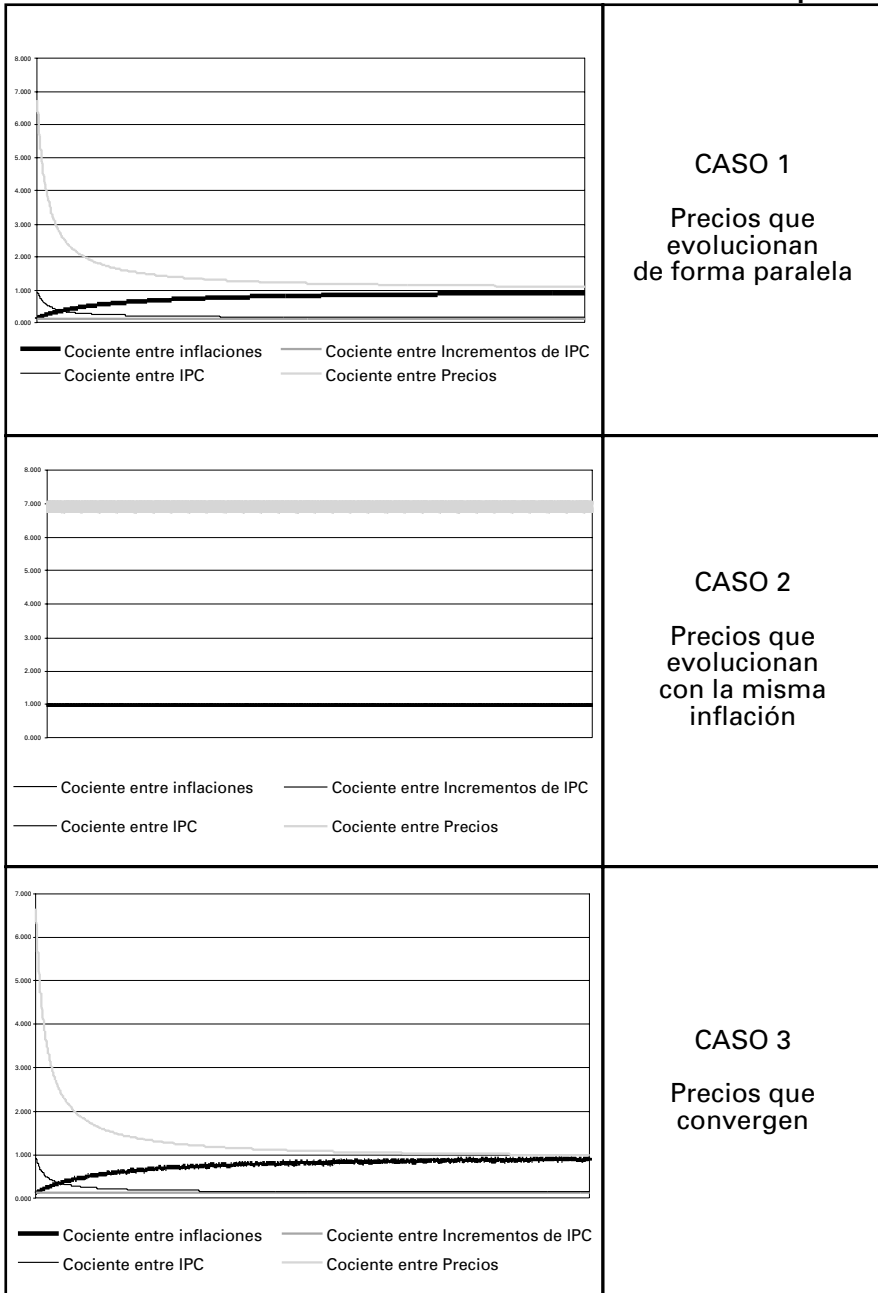 8.000
7.000
6.000
5.000
4.000
3.000
2.000
1.000
0.000
Cociente entre inflaciones
Cociente entre Incrementos de IPC
Cociente entre IPC
Cociente entre Precios
CASO 1
Precios que
evolucionan
de forma paralela
8.000
7.000
6.000
5.000
4.000
3.000
2.000
1.000
0.000
Cociente entre inflaciones
Cociente entre Incrementos de IPC
Cociente entre IPC
Cociente entre Precios
CASO 2
Precios que
evolucionan
con la misma
inflación
7.000
6.000
5.000
4.000
3.000
2.000
1.000
0.000
Cociente entre inflaciones
Cociente entre Incrementos de IPC
Cociente entre IPC
Cociente entre Precios
CASO 3
Precios que
convergen